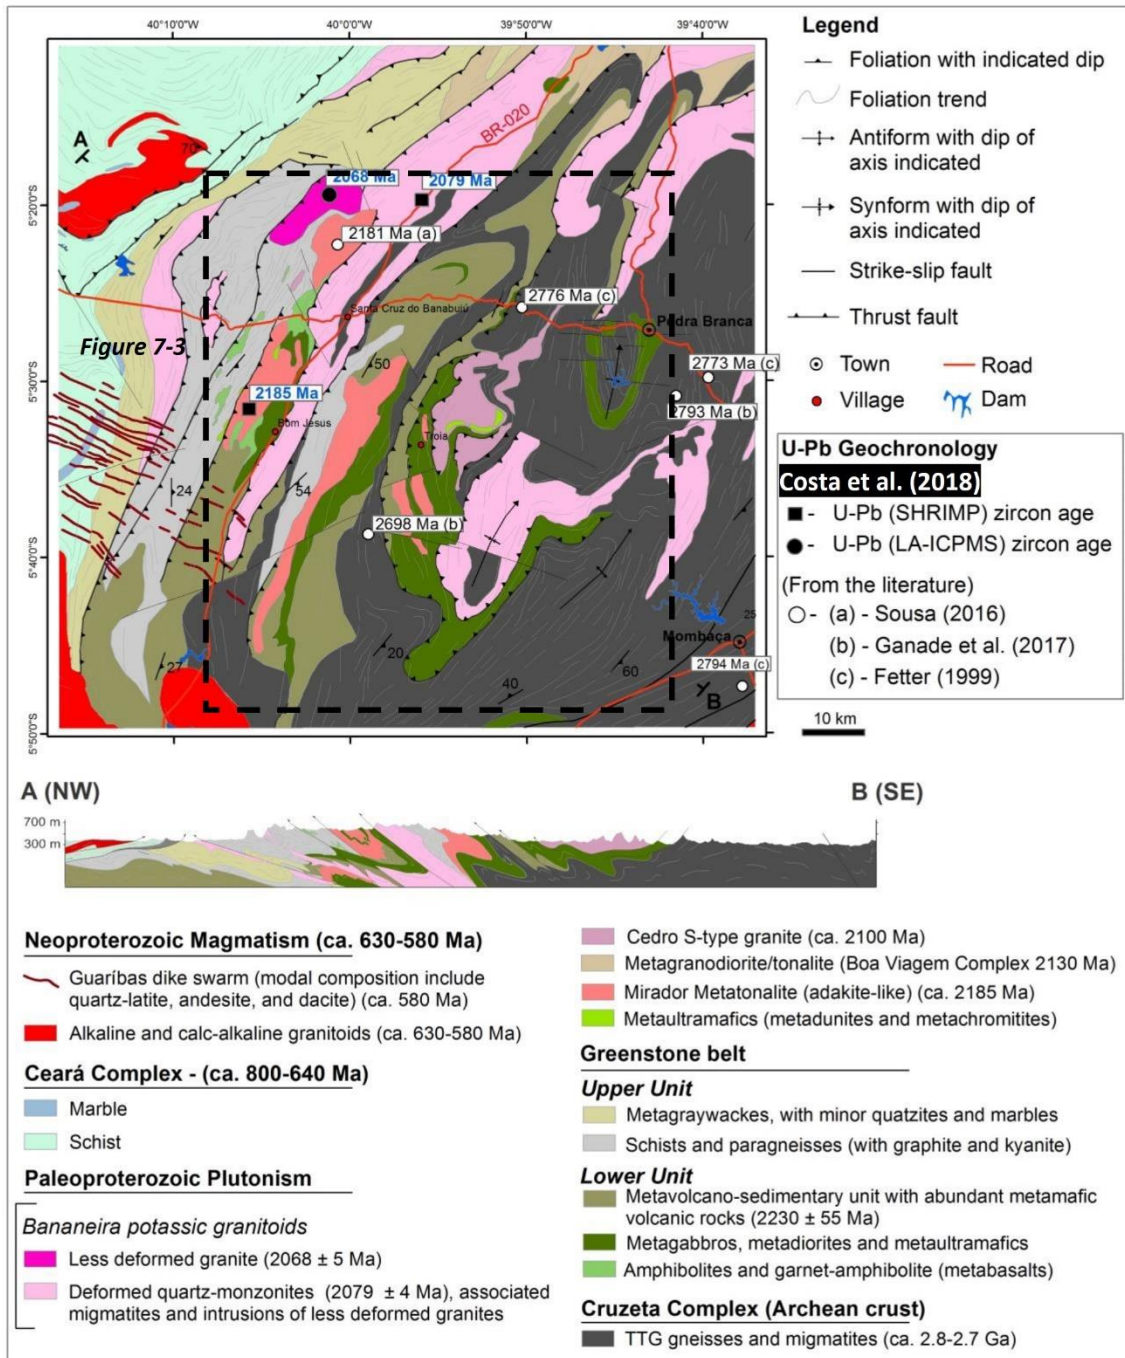 40°10'0"W
40°0'0"W
39°50'0"W
39°40'0"W
5°20'0"S
5°30'0"S
5°40'0"S
5°50'0"S
40°10'0"W
40°0'0"W
39°50'0"W
39°40'0"W
A
70
BR-020
2068 Ma
2079 Ma
2181 Ma (a)
2776 Ma (c)
Santa Cruz do Banabuiú
Pedra Branca
Figure 7-3
50
2773 Ma (c)
2185 Ma
2793 Ma (b)
Bom Jesus
Troia
24
54
2698 Ma (b)
25
Mombaça
27
20
2794 Ma (c)
60
40
B
Legend
Foliation with indicated dip
Foliation trend
Antiform with dip of
axis indicated
Synform with dip of
axis indicated
Strike-slip fault
Thrust fault
Town
Road
Village
Dam
U-Pb Geochronology
Costa et al. (2018)
- U-Pb (SHRIMP) zircon age
- U-Pb (LA-ICPMS) zircon age
(From the literature)
- (a) - Sousa (2016)
(b) - Ganade et al. (2017)
(c) - Fetter (1999)
10 km
A (NW)
B (SE)
700 m
300 m
Neoproterozoic Magmatism (ca. 630-580 Ma)
Guaríbas dike swarm (modal composition include
quartz-latite, andesite, and dacite) (ca. 580 Ma)
Alkaline and calc-alkaline granitoids (ca. 630-580 Ma)
Ceará Complex - (ca. 800-640 Ma)
Marble
Schist
Paleoproterozoic Plutonism
Bananeira potassic granitoids
Less deformed granite (2068 ± 5 Ma)
Deformed quartz-monzonites (2079 ± 4 Ma), associated
migmatites and intrusions of less deformed granites
Cedro S-type granite (ca. 2100 Ma)
Metagranodiorite/tonalite (Boa Viagem Complex 2130 Ma)
Mirador Metatonalite (adakite-like) (ca. 2185 Ma)
Metaultramafics (metadunites and metachromitites)
Greenstone belt
Upper Unit
Metagraywackes, with minor quatzites and marbles
Schists and paragneisses (with graphite and kyanite)
Lower Unit
Metavolcano-sedimentary unit with abundant metamafic
volcanic rocks (2230 ± 55 Ma)
Metagabbros, metadiorites and metaultramafics
Amphibolites and garnet-amphibolite (metabasalts)
Cruzeta Complex (Archean crust)
TTG gneisses and migmatites (ca. 2.8-2.7 Ga)